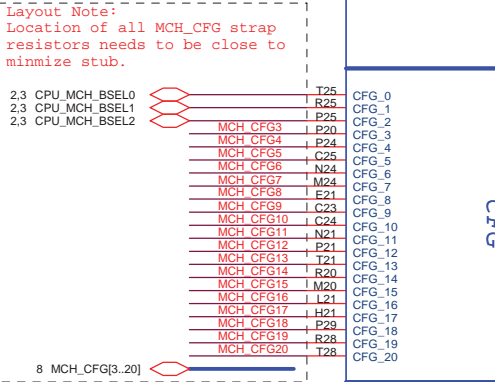 Layout Note:
Location of all MCH_CFG strap
resistors needs to be close to
minmize stub.
2,3 CPU_MCH_BSEL0 T25 CFG_0
2,3 CPU_MCH_BSEL1 R25 CFG_1
2,3 CPU_MCH_BSEL2 P25 CFG_2
MCH_CFG3 P20 CFG_3
MCH_CFG4 P24 CFG_4
MCH_CFG5 C25 CFG_5
MCH_CFG6 N24 CFG_6
MCH_CFG7 M24 CFG_7
MCH_CFG8 E21 CFG_8
MCH_CFG9 C23 CFG_9
MCH_CFG10 C24 CFG_10
MCH_CFG11 N21 CFG_11
MCH_CFG12 P21 CFG_12
MCH_CFG13 T21 CFG_13
MCH_CFG14 R20 CFG_14
MCH_CFG15 M20 CFG_15
MCH_CFG16 L21 CFG_16
MCH_CFG17 H21 CFG_17
MCH_CFG18 P29 CFG_18
MCH_CFG19 R28 CFG_19
MCH_CFG20 T28 CFG_20
8 MCH_CFG[3..20]
CFG